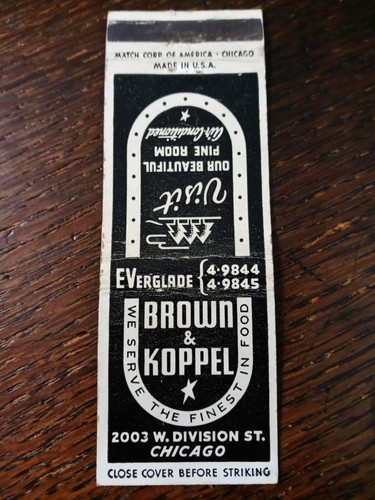 MATCH CORP. OF AMERICA · CHICAGO
MADE IN U.S.A.
Visit
OUR BEAUTIFUL
PINE ROOM
Air-Conditioned
EVERGLADE { 4-9844
4-9845
BROWN
&
KOPPEL
WE SERVE THE FINEST IN FOOD
2003 W. DIVISION ST.
CHICAGO
CLOSE COVER BEFORE STRIKING